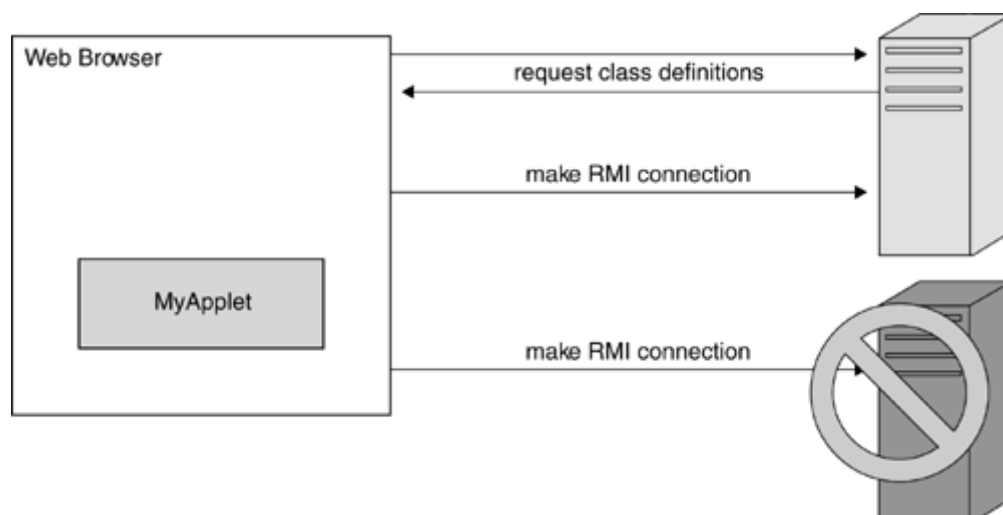 Web Browser
request class definitions
make RMI connection
MyApplet
make RMI connection